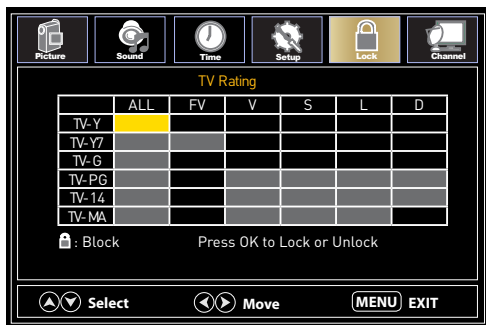 Picture Sound Time Setup Lock Channel
TV Rating
ALL FV V S L D
TV-Y
TV-Y7
TV-G
TV-PG
TV-14
TV-MA
: Block Press OK to Lock or Unlock
Select Move MENU EXIT